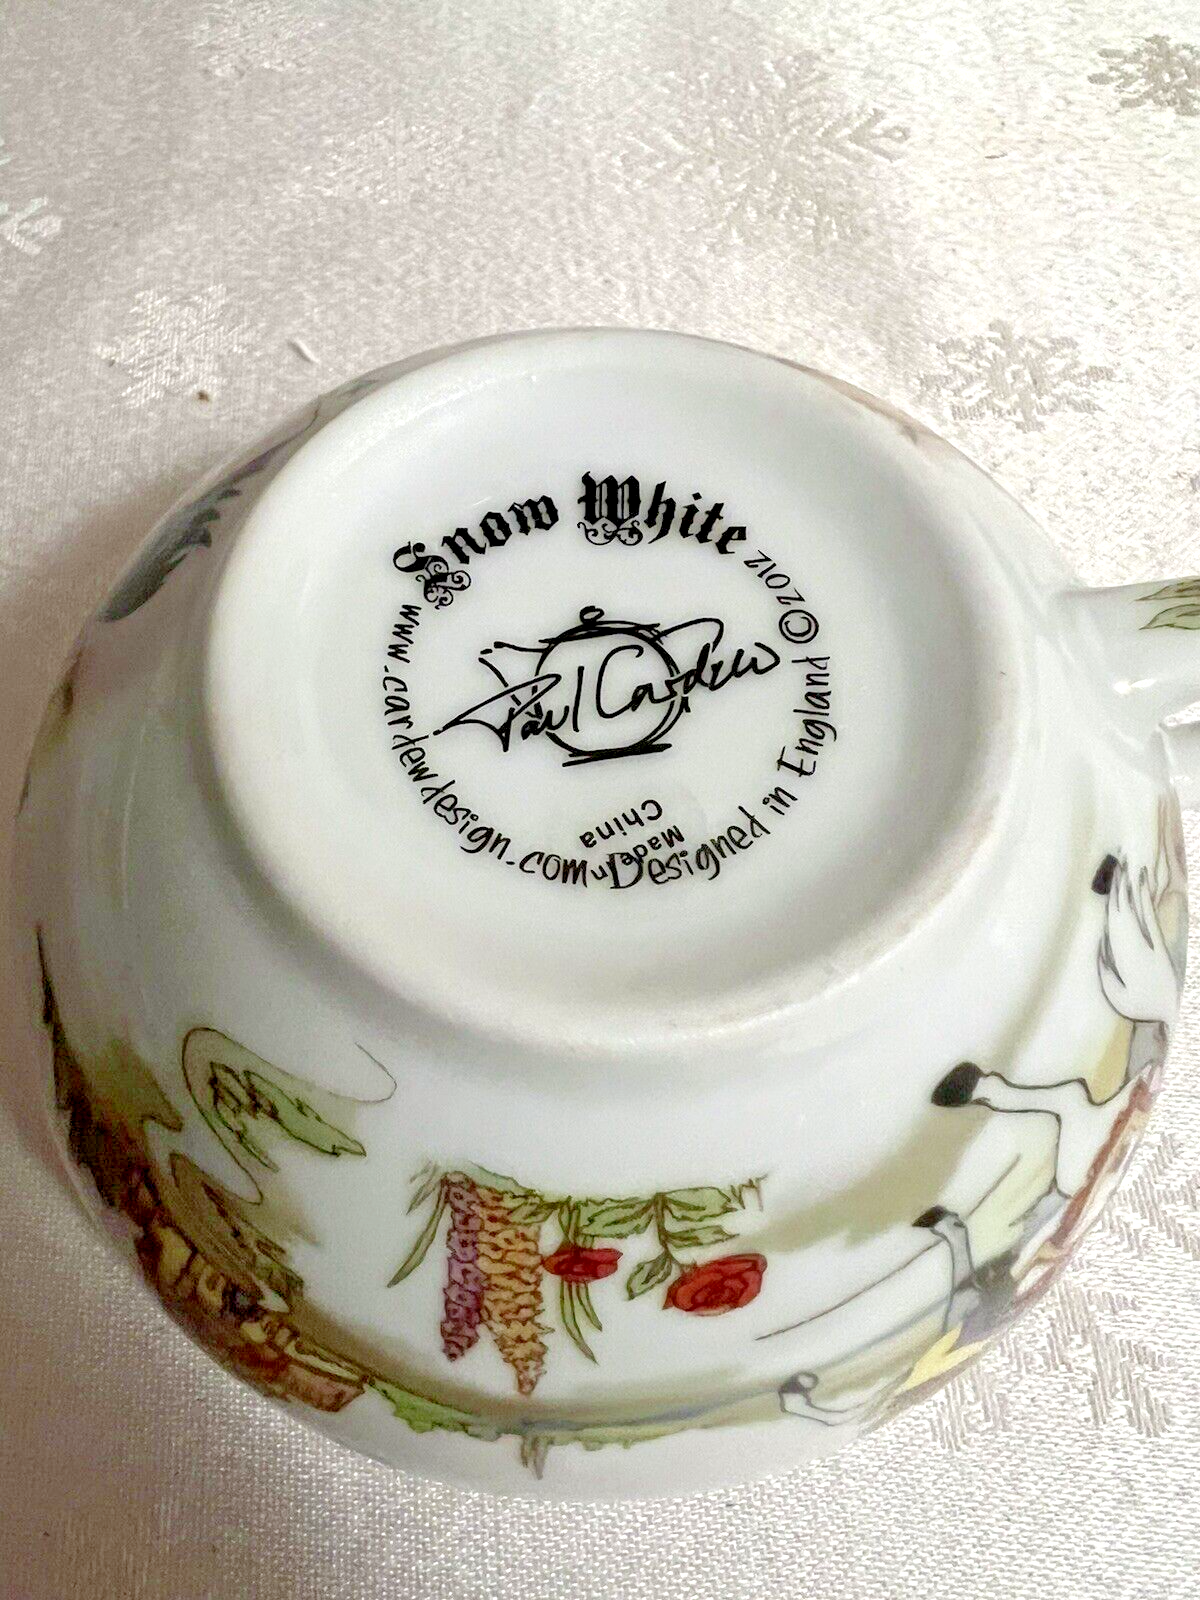 Snow White
©2012
Paul Cardew
www.cardewdesign.com
Designed in England
Made in
China